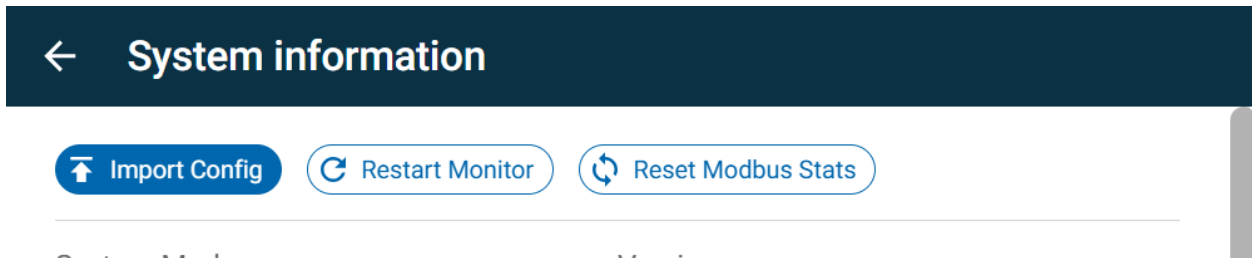 System information
Import Config
Restart Monitor
Reset Modbus Stats